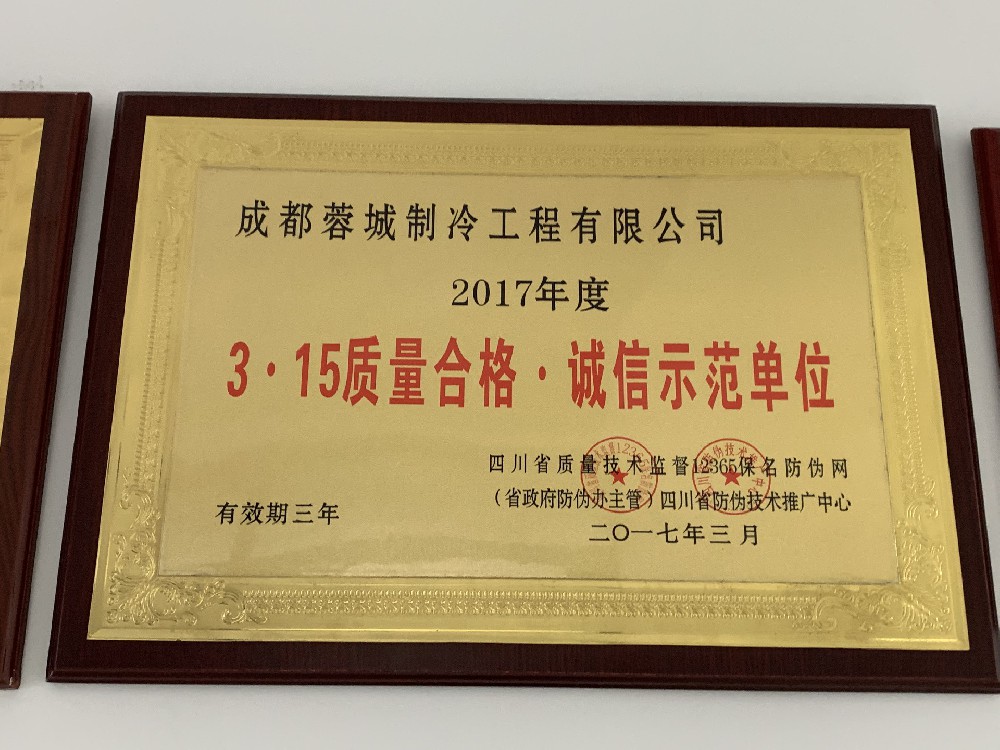 成都蓉城制冷工程有限公司
2017年度
3·15质量合格·诚信示范单位
四川省质量技术监督12365保名防伪网
(省政府防伪办主管)四川省防伪技术推广中心
有效期三年
二〇一七年三月